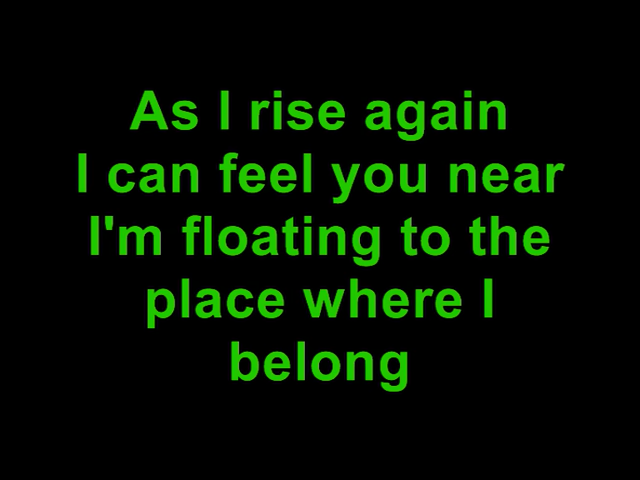 As I rise again
I can feel you near
I'm floating to the
place where I
belong